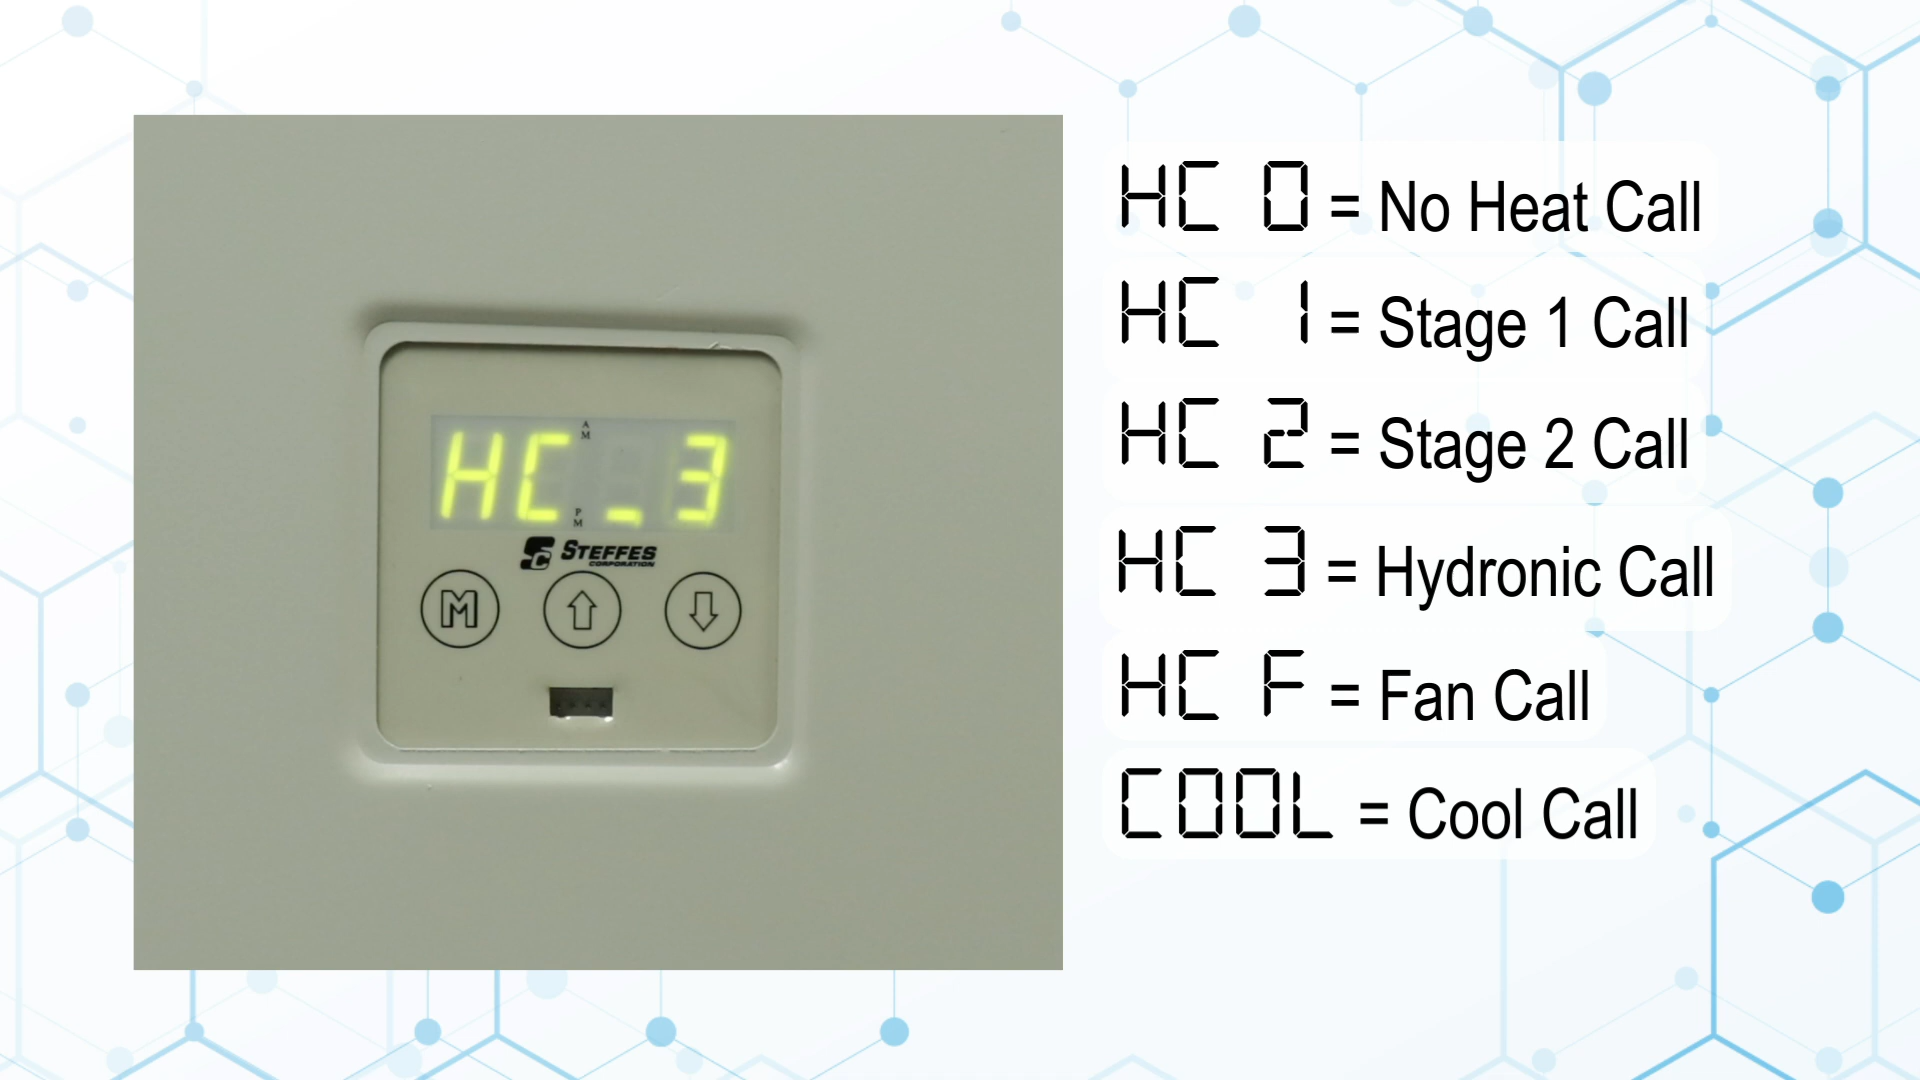 HC_3
A
M
P
M
SC STEFFES
CORPORATION
M
HC 0 = No Heat Call
HC 1 = Stage 1 Call
HC 2 = Stage 2 Call
HC 3 = Hydronic Call
HC F = Fan Call
COOL = Cool Call